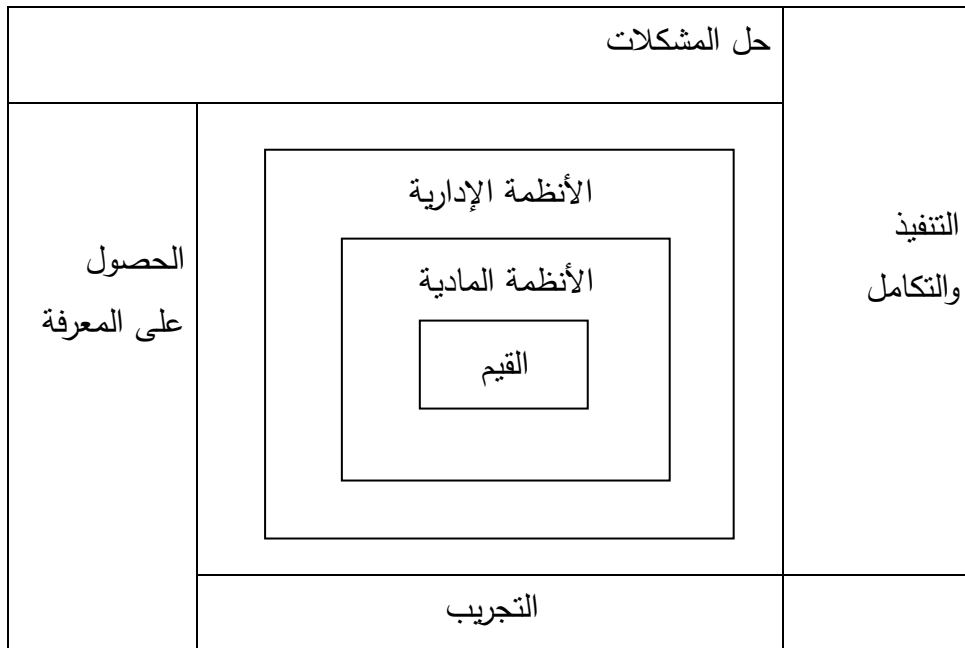 حل المشكلات
التنفيذ
والتكامل
الأنظمة الإدارية
الأنظمة المادية
القيم
الحصول
على المعرفة
التجريب